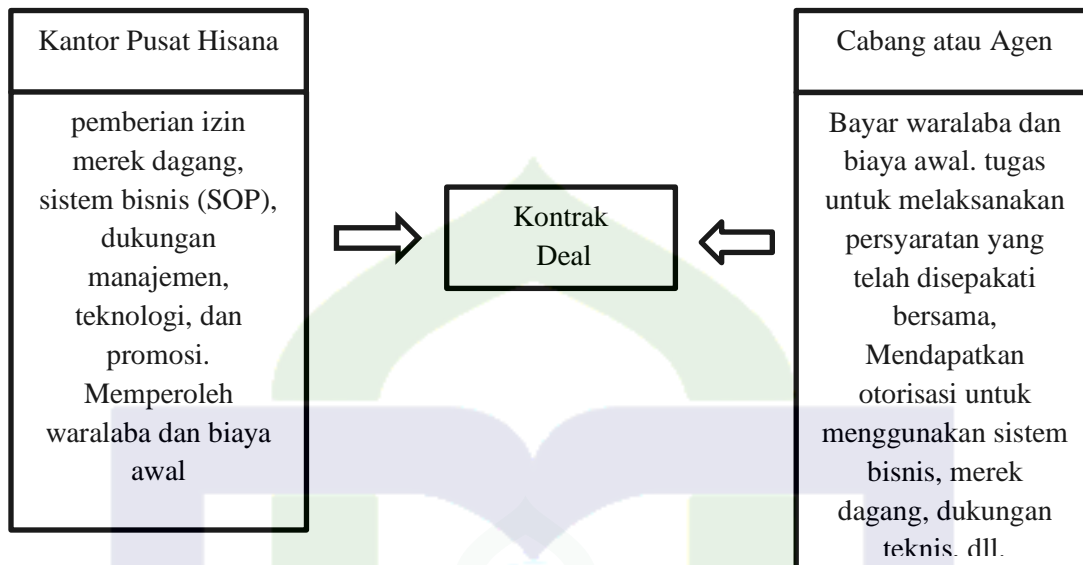 Kantor Pusat Hisana
pemberian izin
merek dagang,
sistem bisnis (SOP),
dukungan
manajemen,
teknologi, dan
promosi.
Memperoleh
waralaba dan biaya
awal
Kontrak
Deal
Cabang atau Agen
Bayar waralaba dan
biaya awal. tugas
untuk melaksanakan
persyaratan yang
telah disepakati
bersama,
Mendapatkan
otorisasi untuk
menggunakan sistem
bisnis, merek
dagang, dukungan
teknis, dll.